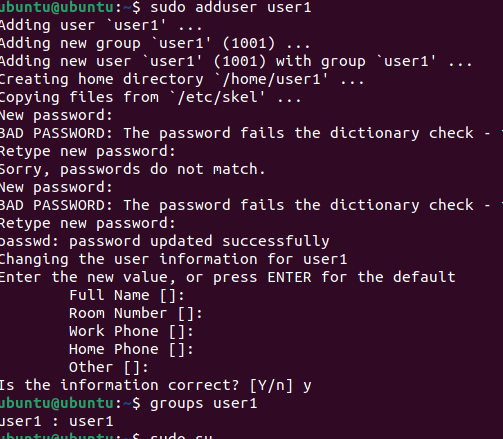 ubuntu@ubuntu:~$ sudo adduser user1
Adding user `user1' ...
Adding new group `user1' (1001) ...
Adding new user `user1' (1001) with group `user1' ...
Creating home directory `/home/user1' ...
Copying files from `/etc/skel' ...
New password:
BAD PASSWORD: The password fails the dictionary check -
Retype new password:
Sorry, passwords do not match.
New password:
BAD PASSWORD: The password fails the dictionary check -
Retype new password:
passwd: password updated successfully
Changing the user information for user1
Enter the new value, or press ENTER for the default
Full Name []:
Room Number []:
Work Phone []:
Home Phone []:
Other []:
Is the information correct? [Y/n] y
ubuntu@ubuntu:~$ groups user1
user1 : user1
ubuntu@ubuntu:~$ sudo su